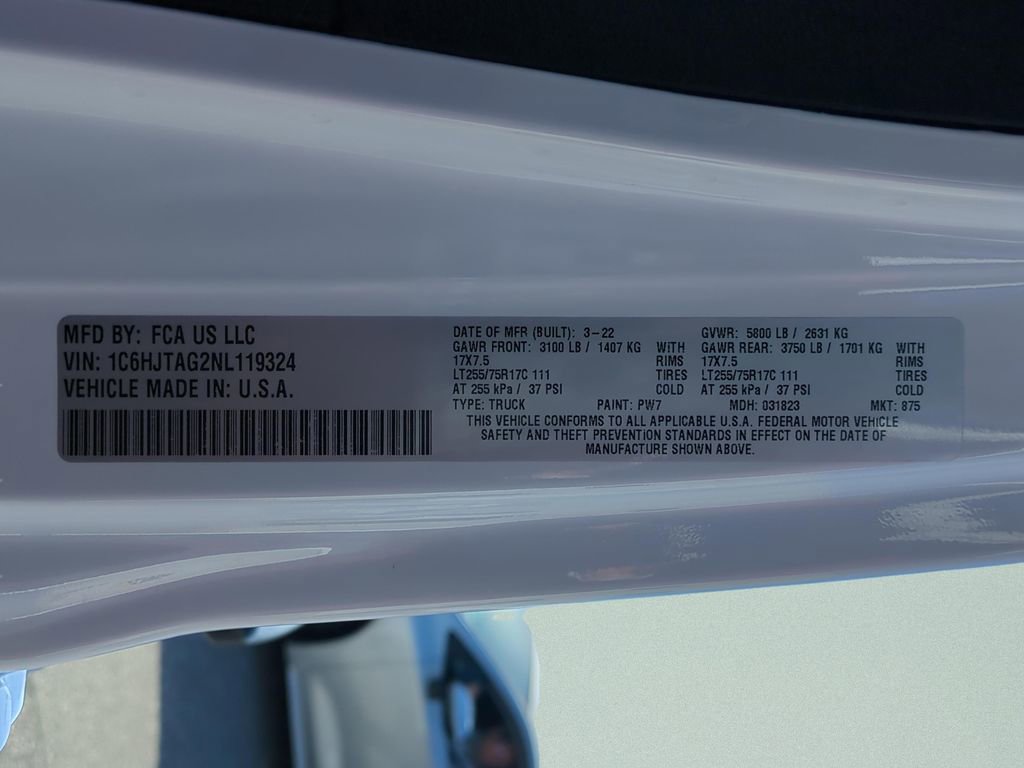 MFD BY: FCA US LLC
VIN: 1C6HJTAG2NL119324
VEHICLE MADE IN: U.S.A.
DATE OF MFR (BUILT): 3-22 GVWR: 5800 LB / 2631 KG
GAWR FRONT: 3100 LB / 1407 KG WITH GAWR REAR: 3750 LB / 1701 KG WITH
17X7.5 RIMS 17X7.5 RIMS
LT255/75R17C 111 TIRES LT255/75R17C 111 TIRES
AT 255 kPa / 37 PSI COLD AT 255 kPa / 37 PSI COLD
TYPE: TRUCK PAINT: PW7 MDH: 031823 MKT: 875
THIS VEHICLE CONFORMS TO ALL APPLICABLE U.S.A. FEDERAL MOTOR VEHICLE
SAFETY AND THEFT PREVENTION STANDARDS IN EFFECT ON THE DATE OF
MANUFACTURE SHOWN ABOVE.